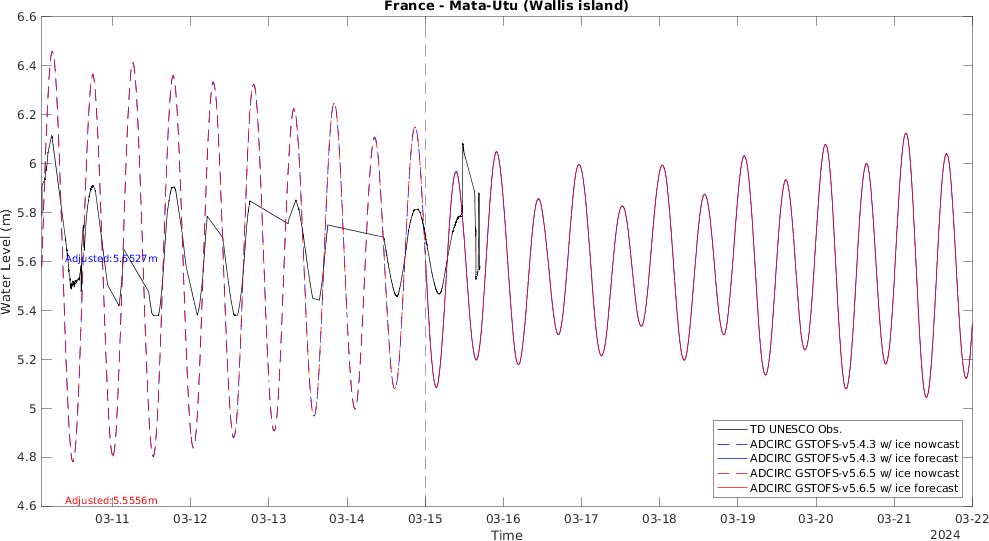 France - Mata-Utu (Wallis island)
6.6
6.4
6.2
6
5.8
5.6
5.4
5.2
5
4.8
4.6
Water Level (m)
Adjusted:5.5527m
Adjusted:5.5556m
TD UNESCO Obs.
ADCIRC GSTOFS-v5.4.3 w/ ice nowcast
ADCIRC GSTOFS-v5.4.3 w/ ice forecast
ADCIRC GSTOFS-v5.6.5 w/ ice nowcast
ADCIRC GSTOFS-v5.6.5 w/ ice forecast
03-11 03-12 03-13 03-14 03-15 03-16 03-17 03-18 03-19 03-20 03-21 03-22
Time
2024